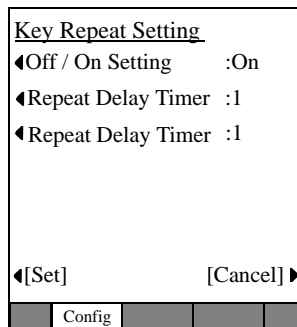 Key Repeat Setting
Off / On Setting :On
Repeat Delay Timer :1
Repeat Delay Timer :1
[Set] [Cancel]
Config